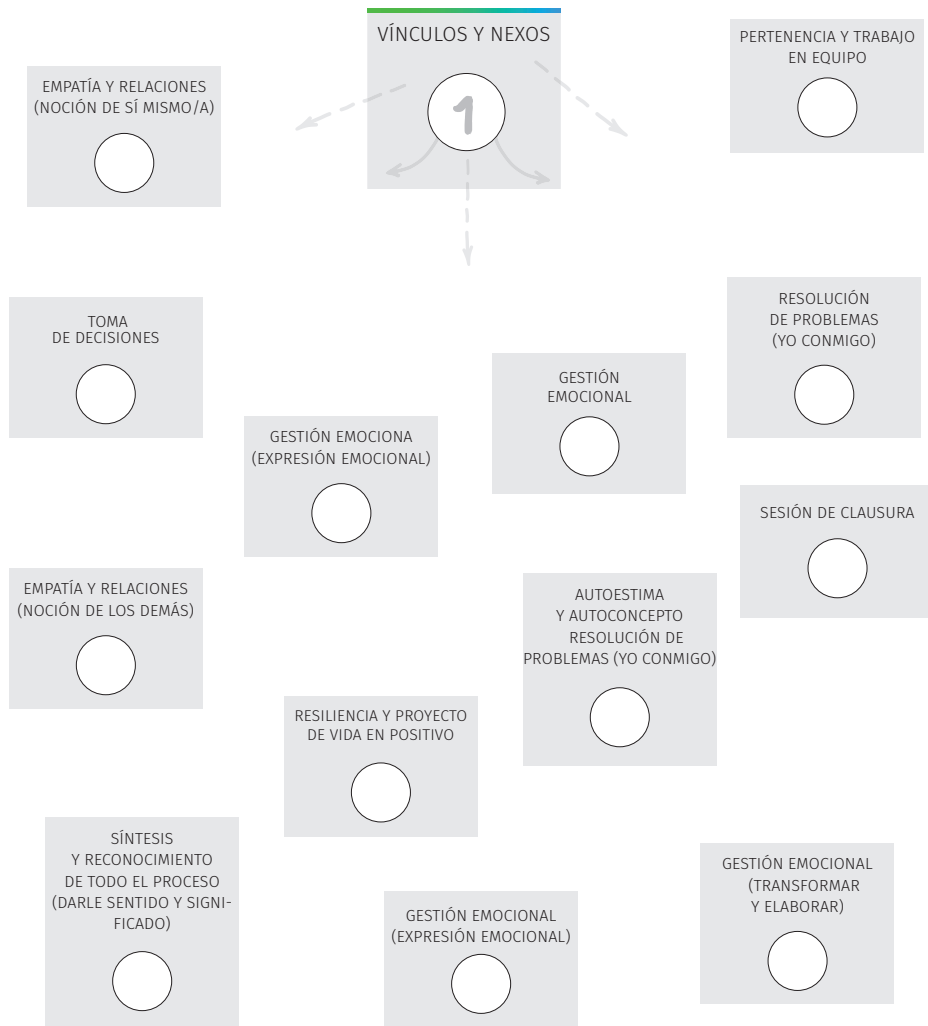 VÍNCULOS Y NEXOS
1
PERTENENCIA Y TRABAJO
EN EQUIPO
EMPATÍA Y RELACIONES
(NOCIÓN DE SÍ MISMO/A)
TOMA
DE DECISIONES
RESOLUCIÓN
DE PROBLEMAS
(YO CONMIGO)
GESTIÓN
EMOCIONAL
GESTIÓN EMOCIONA
(EXPRESIÓN EMOCIONAL)
SESIÓN DE CLAUSURA
EMPATÍA Y RELACIONES
(NOCIÓN DE LOS DEMÁS)
AUTOESTIMA
Y AUTOCONCEPTO
RESOLUCIÓN DE
PROBLEMAS (YO CONMIGO)
RESILIENCIA Y PROYECTO
DE VIDA EN POSITIVO
SÍNTESIS
Y RECONOCIMIENTO
DE TODO EL PROCESO
(DARLE SENTIDO Y SIGNI-
FICADO)
GESTIÓN EMOCIONAL
(EXPRESIÓN EMOCIONAL)
GESTIÓN EMOCIONAL
(TRANSFORMAR
Y ELABORAR)